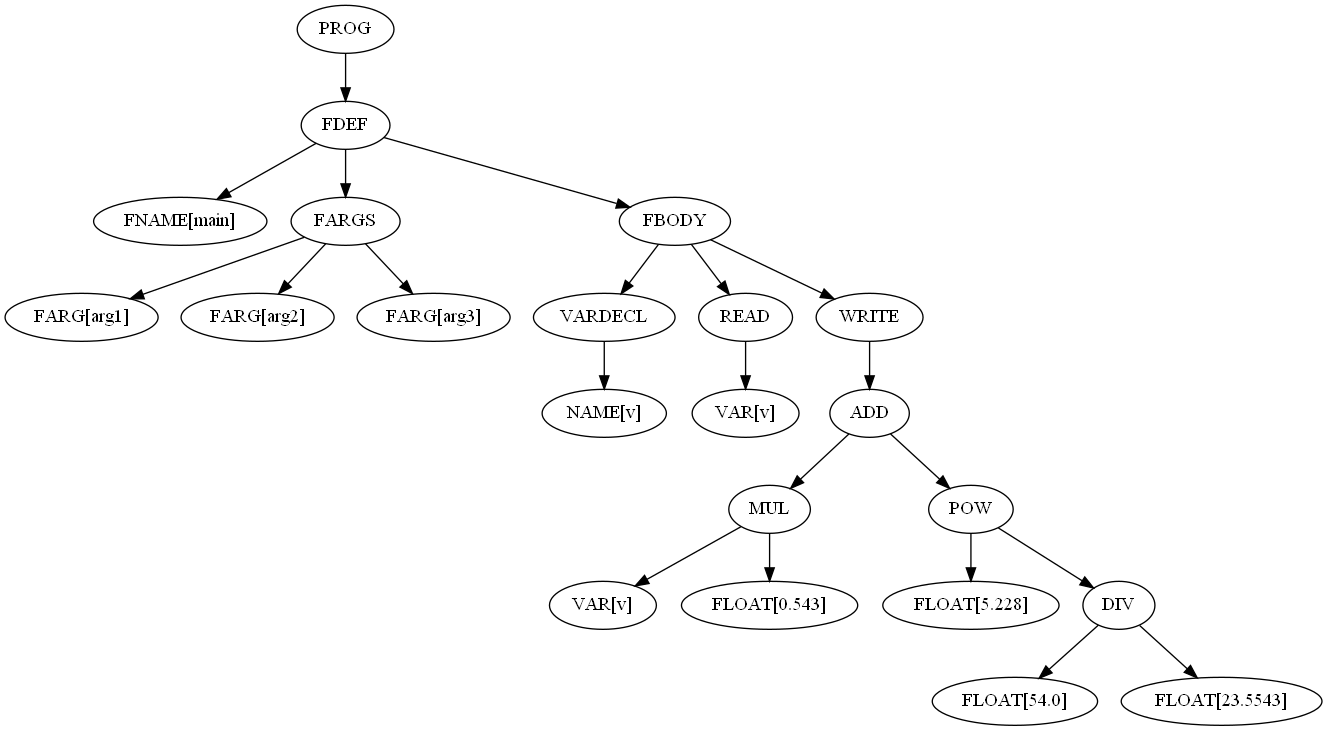 PROG
FDEF
FNAME[main]
FARGS
FBODY
FARG[arg1]
FARG[arg2]
FARG[arg3]
VARDECL
READ
WRITE
NAME[v]
VAR[v]
ADD
MUL
POW
VAR[v]
FLOAT[0.543]
FLOAT[5.228]
DIV
FLOAT[54.0]
FLOAT[23.5543]